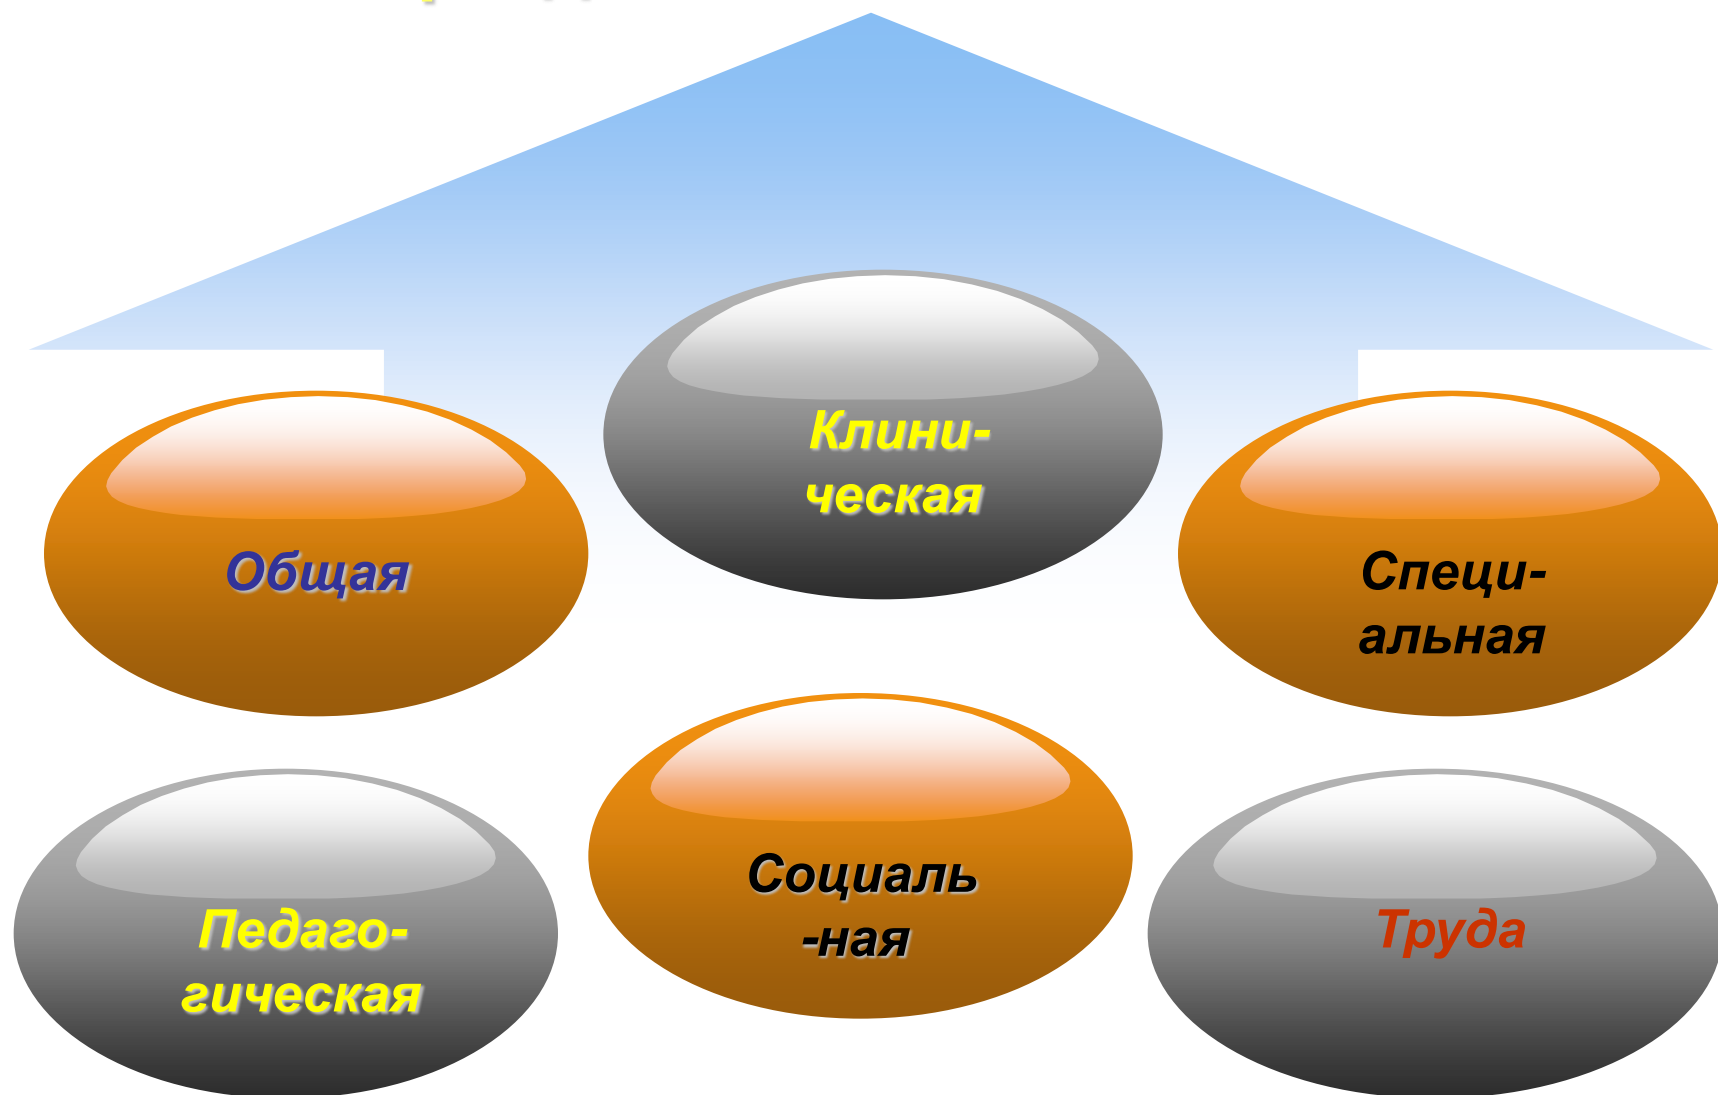 Клини-
ческая
Общая
Специ-
альная
Социаль
-ная
Педаго-
гическая
Труда